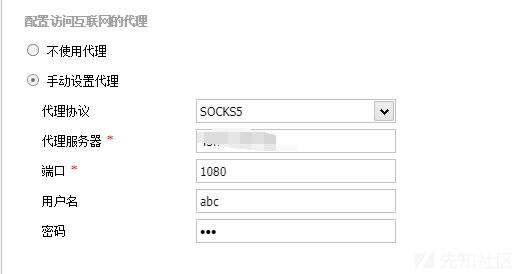 配置访问互联网的代理
不使用代理
手动设置代理
代理协议 SOCKS5
代理服务器 *
端口 * 1080
用户名 abc
密码 •••
先知社区